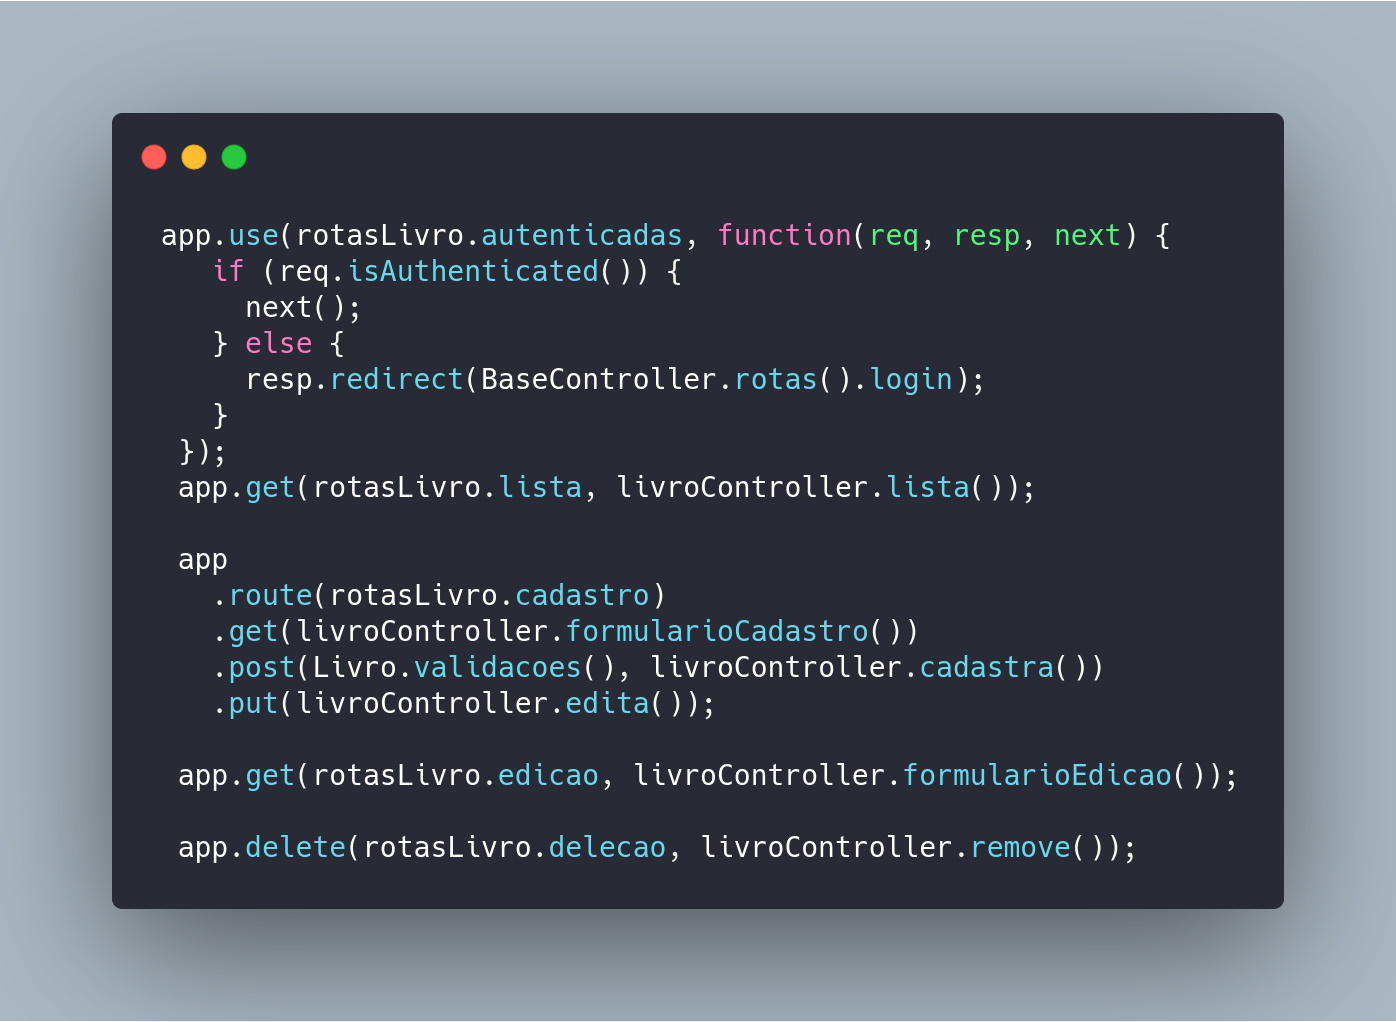 app.use(rotasLivro.autenticadas, function(req, resp, next) {
   if (req.isAuthenticated()) {
     next();
   } else {
     resp.redirect(BaseController.rotas().login);
   }
 });
 app.get(rotasLivro.lista, livroController.lista());

 app
   .route(rotasLivro.cadastro)
   .get(livroController.formularioCadastro())
   .post(Livro.validacoes(), livroController.cadastra())
   .put(livroController.edita());

 app.get(rotasLivro.edicao, livroController.formularioEdicao());

 app.delete(rotasLivro.delecao, livroController.remove());